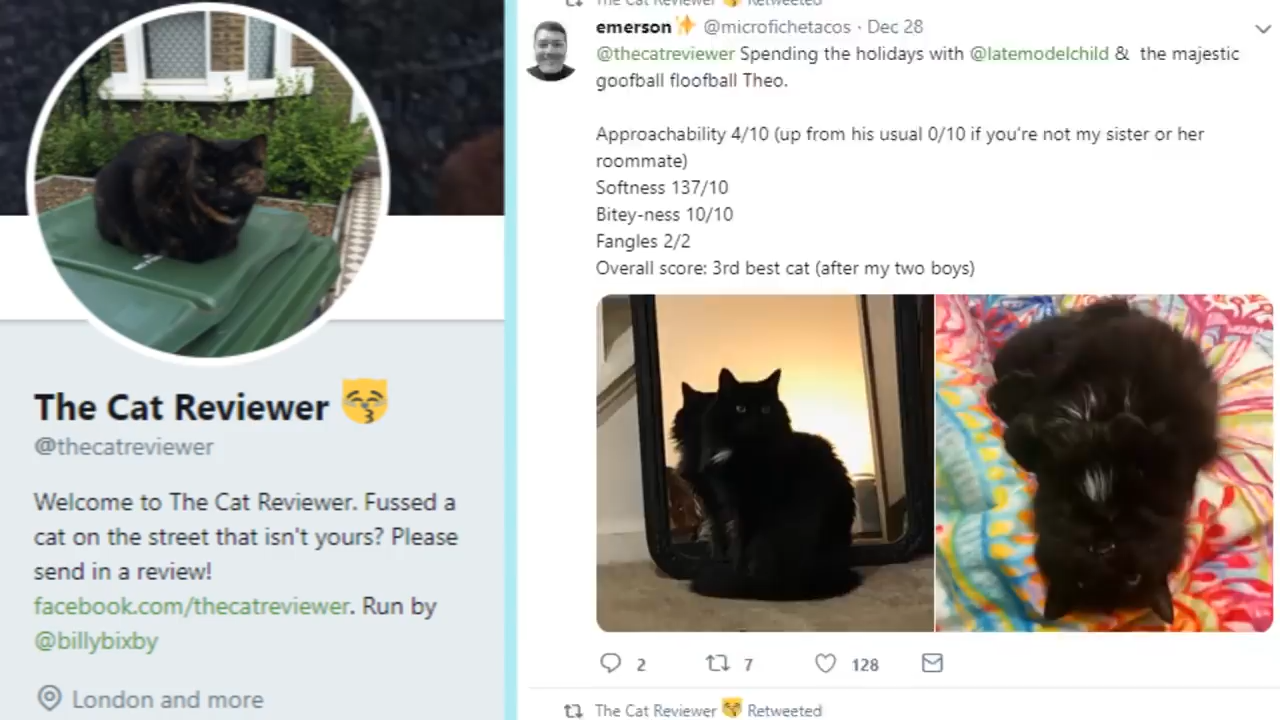 The Cat Reviewer
@thecatreviewer
Welcome to The Cat Reviewer. Fussed a
cat on the street that isn't yours? Please
send in a review!
facebook.com/thecatreviewer. Run by
@billybixby
London and more
The Cat Reviewer Retweeted
emerson @microfichetacos · Dec 28
@thecatreviewer Spending the holidays with @latemodelchild & the majestic
goofball floofball Theo.
Approachability 4/10 (up from his usual 0/10 if you're not my sister or her
roommate)
Softness 137/10
Bitey-ness 10/10
Fangles 2/2
Overall score: 3rd best cat (after my two boys)
2 7 128
The Cat Reviewer Retweeted